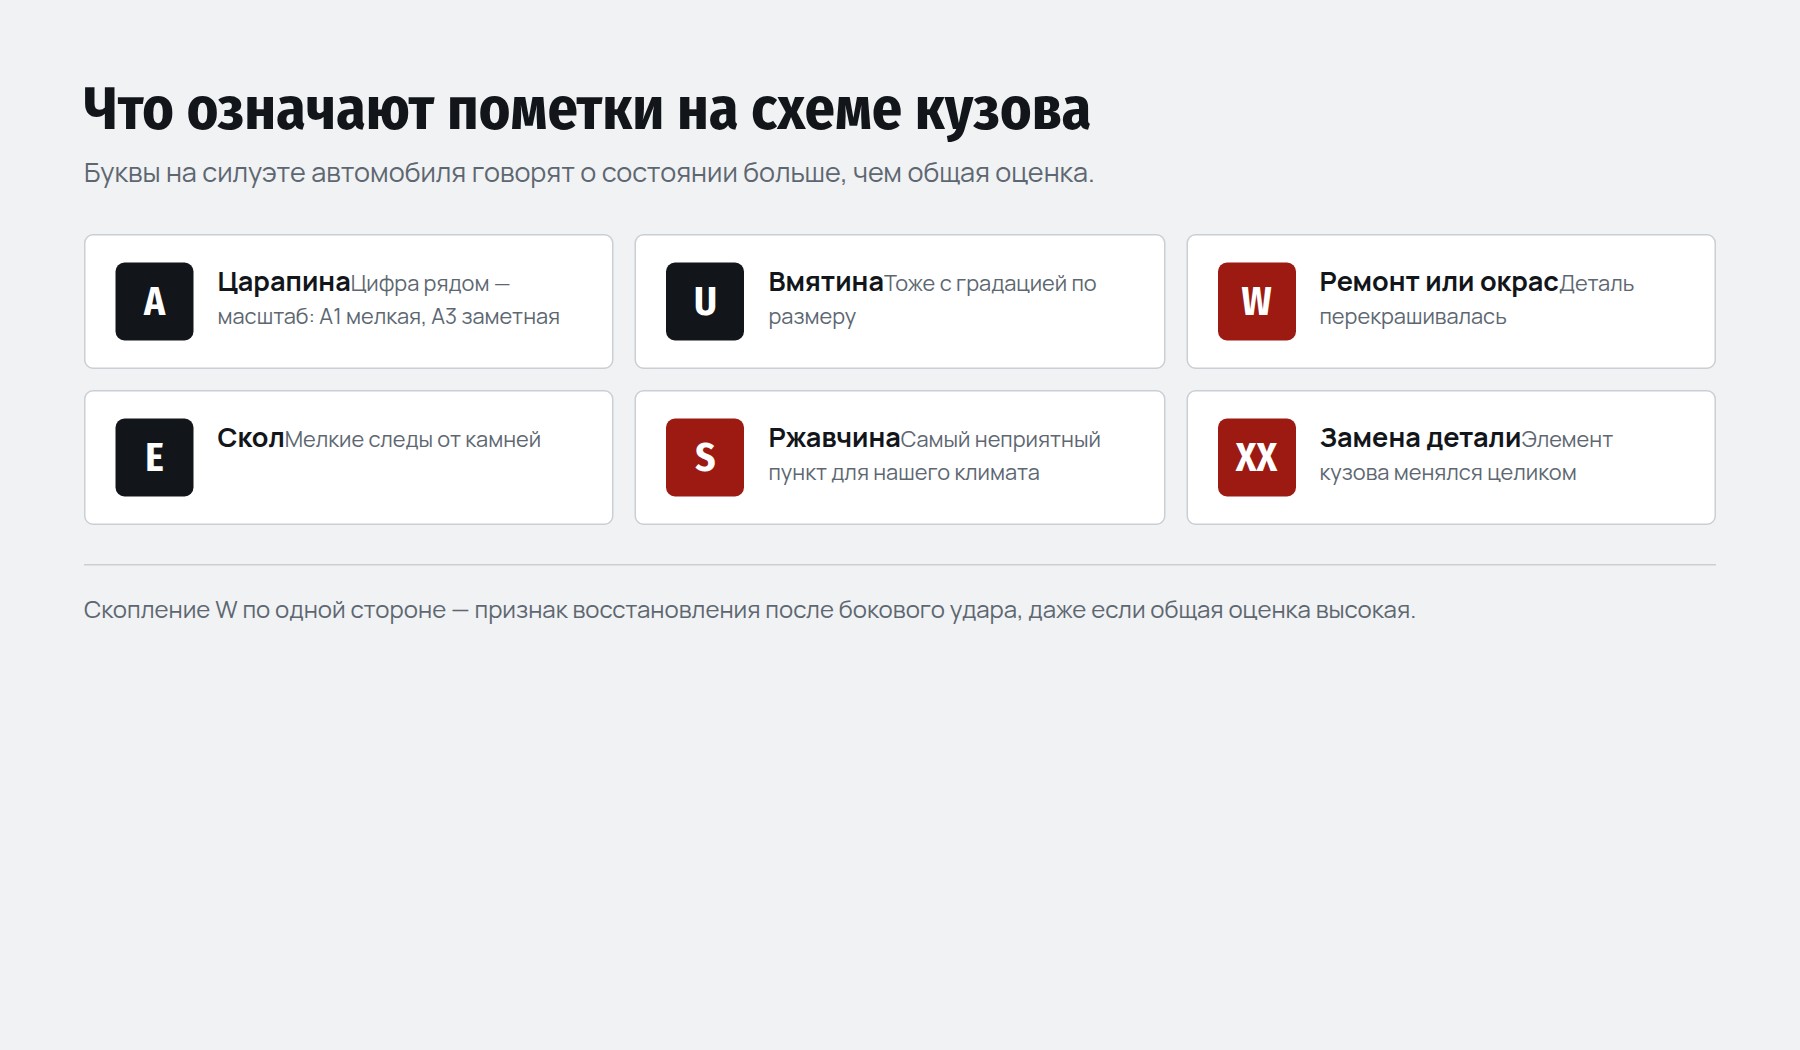 Что означают пометки на схеме кузова
Буквы на силуэте автомобиля говорят о состоянии больше, чем общая оценка.
A
ЦарапинаЦифра рядом —
масштаб: A1 мелкая, A3 заметная
U
ВмятинаТоже с градацией по
размеру
W
Ремонт или окрасДеталь
перекрашивалась
E
СколМелкие следы от камней
S
РжавчинаСамый неприятный
пункт для нашего климата
XX
Замена деталиЭлемент
кузова менялся целиком
Скопление W по одной стороне — признак восстановления после бокового удара, даже если общая оценка высокая.